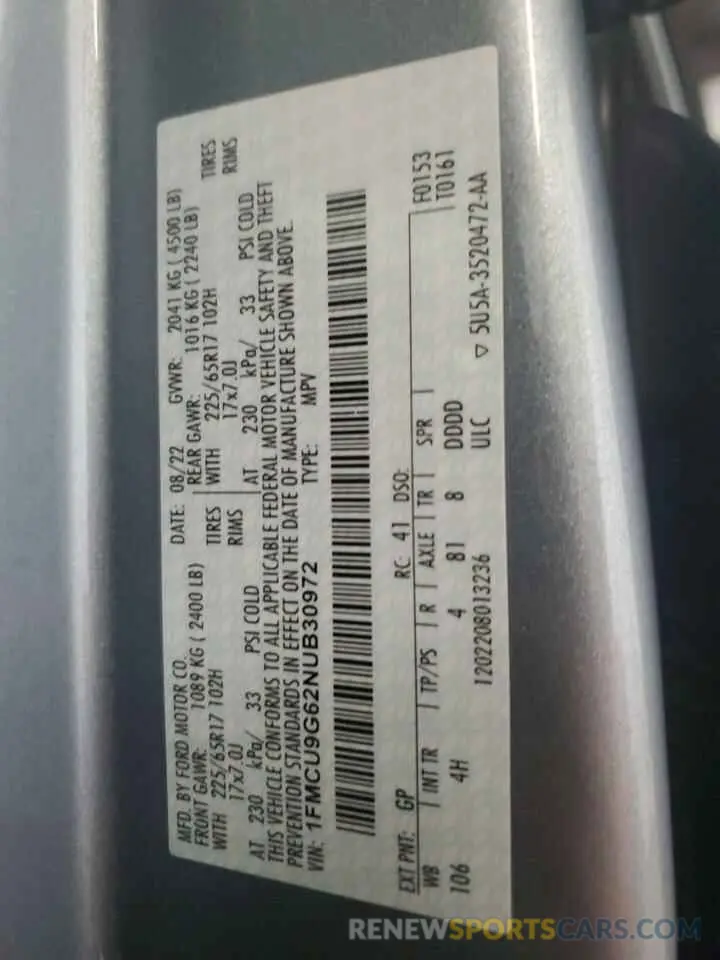 MFD. BY FORD MOTOR CO.
DATE: 08/22 GVWR: 2041 KG ( 4500 LB)
FRONT GAWR: 1089 KG ( 2400 LB) REAR GAWR: 1016 KG ( 2240 LB)
WITH 225/65R17 102H TIRES WITH 225/65R17 102H TIRES
17x7.0J RIMS 17x7.0J RIMS
AT 230 kPa/ 33 PSI COLD AT 230 kPa/ 33 PSI COLD
THIS VEHICLE CONFORMS TO ALL APPLICABLE FEDERAL MOTOR VEHICLE SAFETY AND THEFT
PREVENTION STANDARDS IN EFFECT ON THE DATE OF MANUFACTURE SHOWN ABOVE.
VIN: 1FMCU9G62NUB30972 TYPE: MPV
EXT PNT: GP RC: 41 DSO: F0153
WB INT TR TP/PS R AXLE TR SPR T0161
106 4H 4 81 8 DDDD
1202208013236 ULC ▽ 5U5A-3520472-AA
RENEWSPORTSCARS.COM